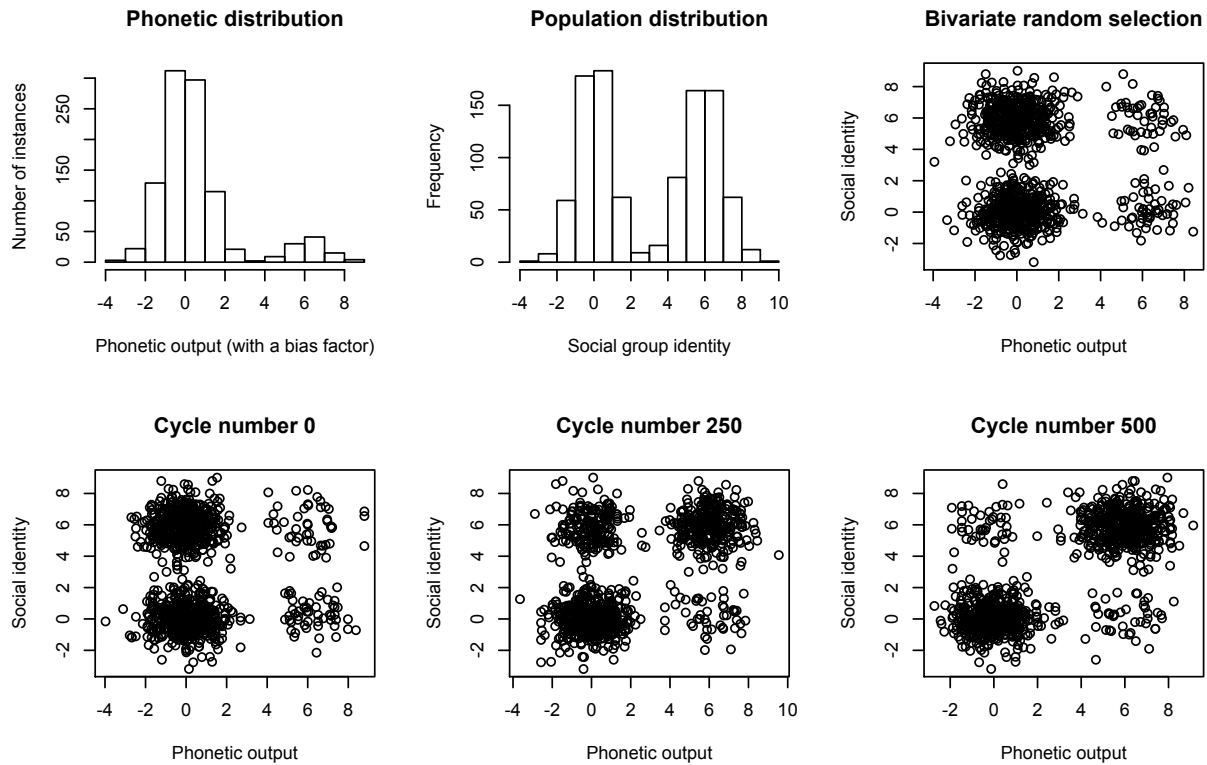 Phonetic distribution
Number of instances
0 50 150 250
-4 -2 0 2 4 6 8
Phonetic output (with a bias factor)
Population distribution
Frequency
0 50 100 150
-4 -2 0 2 4 6 8 10
Social group identity
Bivariate random selection
Social identity
-2 0 2 4 6 8
-4 -2 0 2 4 6 8
Phonetic output
Cycle number 0
Social identity
-2 0 2 4 6 8
-4 -2 0 2 4 6 8
Phonetic output
Cycle number 250
Social identity
-2 0 2 4 6 8
-4 -2 0 2 4 6 8 10
Phonetic output
Cycle number 500
Social identity
-2 0 2 4 6 8
-2 0 2 4 6 8
Phonetic output